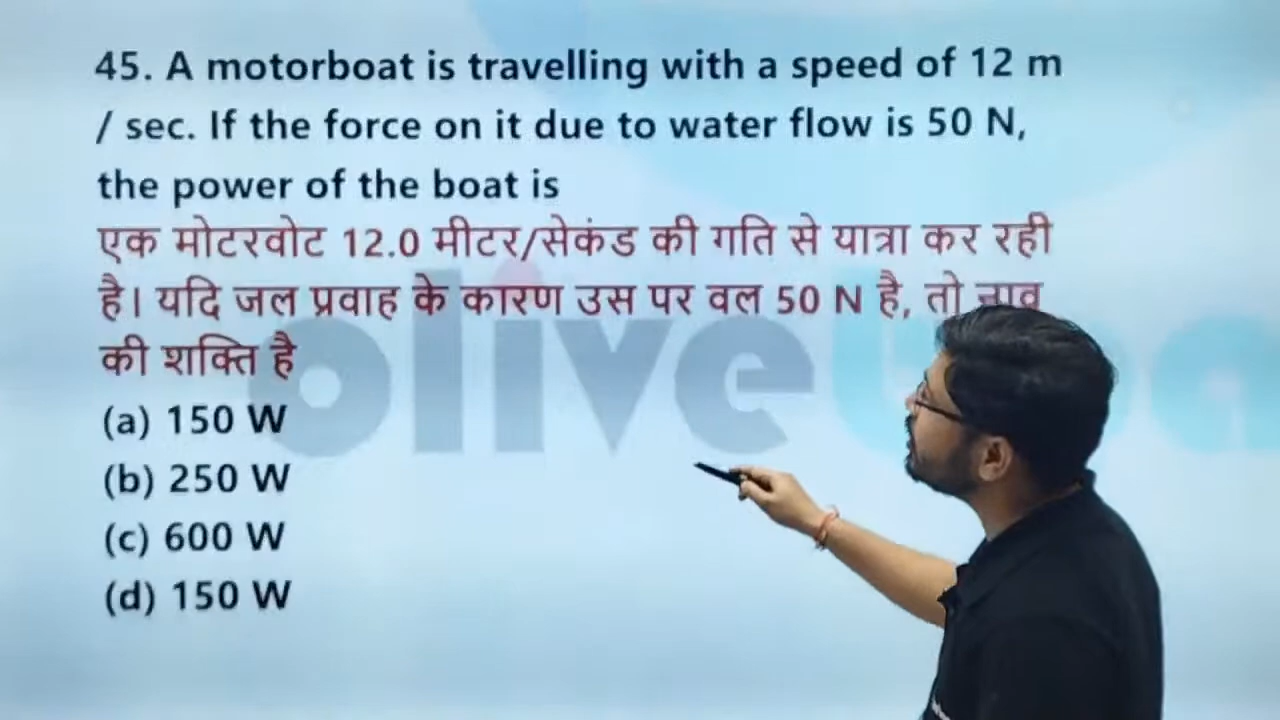 45. A motorboat is travelling with a speed of 12 m
/ sec. If the force on it due to water flow is 50 N,
the power of the boat is
एक मोटरवोट 12.0 मीटर/सेकंड की गति से यात्रा कर रही
है। यदि जल प्रवाह के कारण उस पर वल 50 N है, तो नाव
की शक्ति है
olive
(a) 150 W
(b) 250 W
(c) 600 W
(d) 150 W